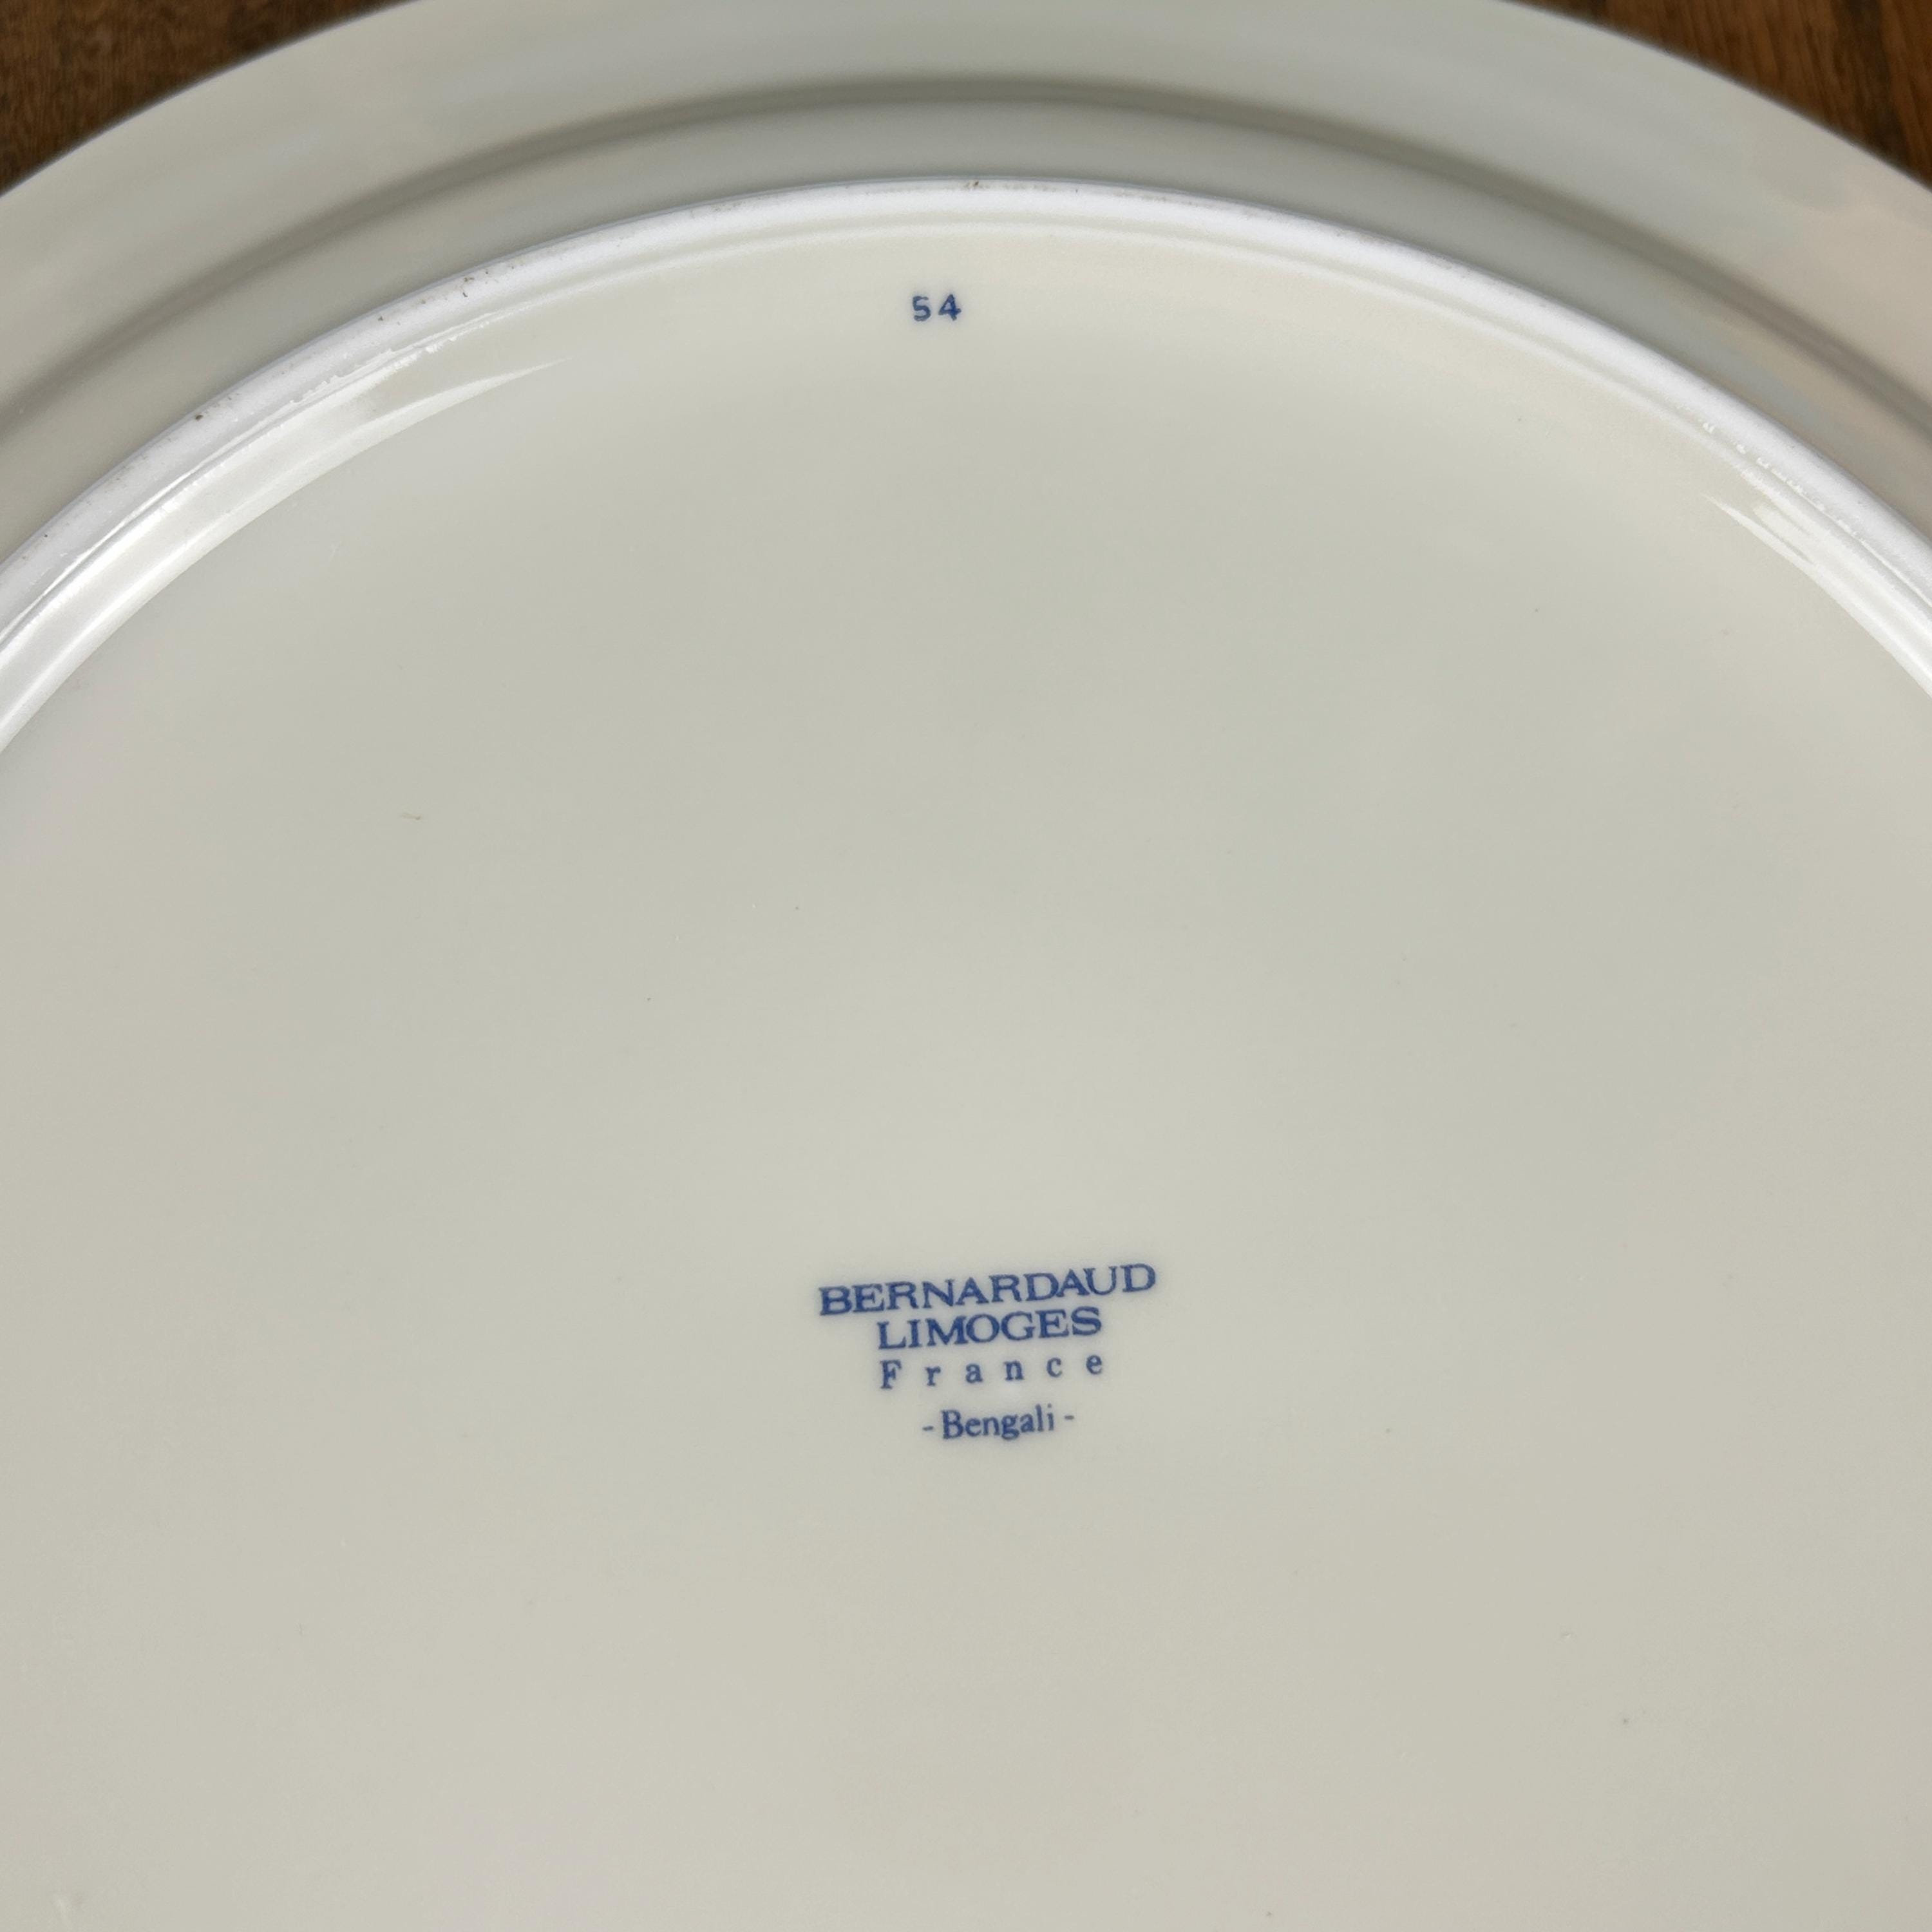 54
BERNARDAUD
LIMOGES
France
- Bengali -